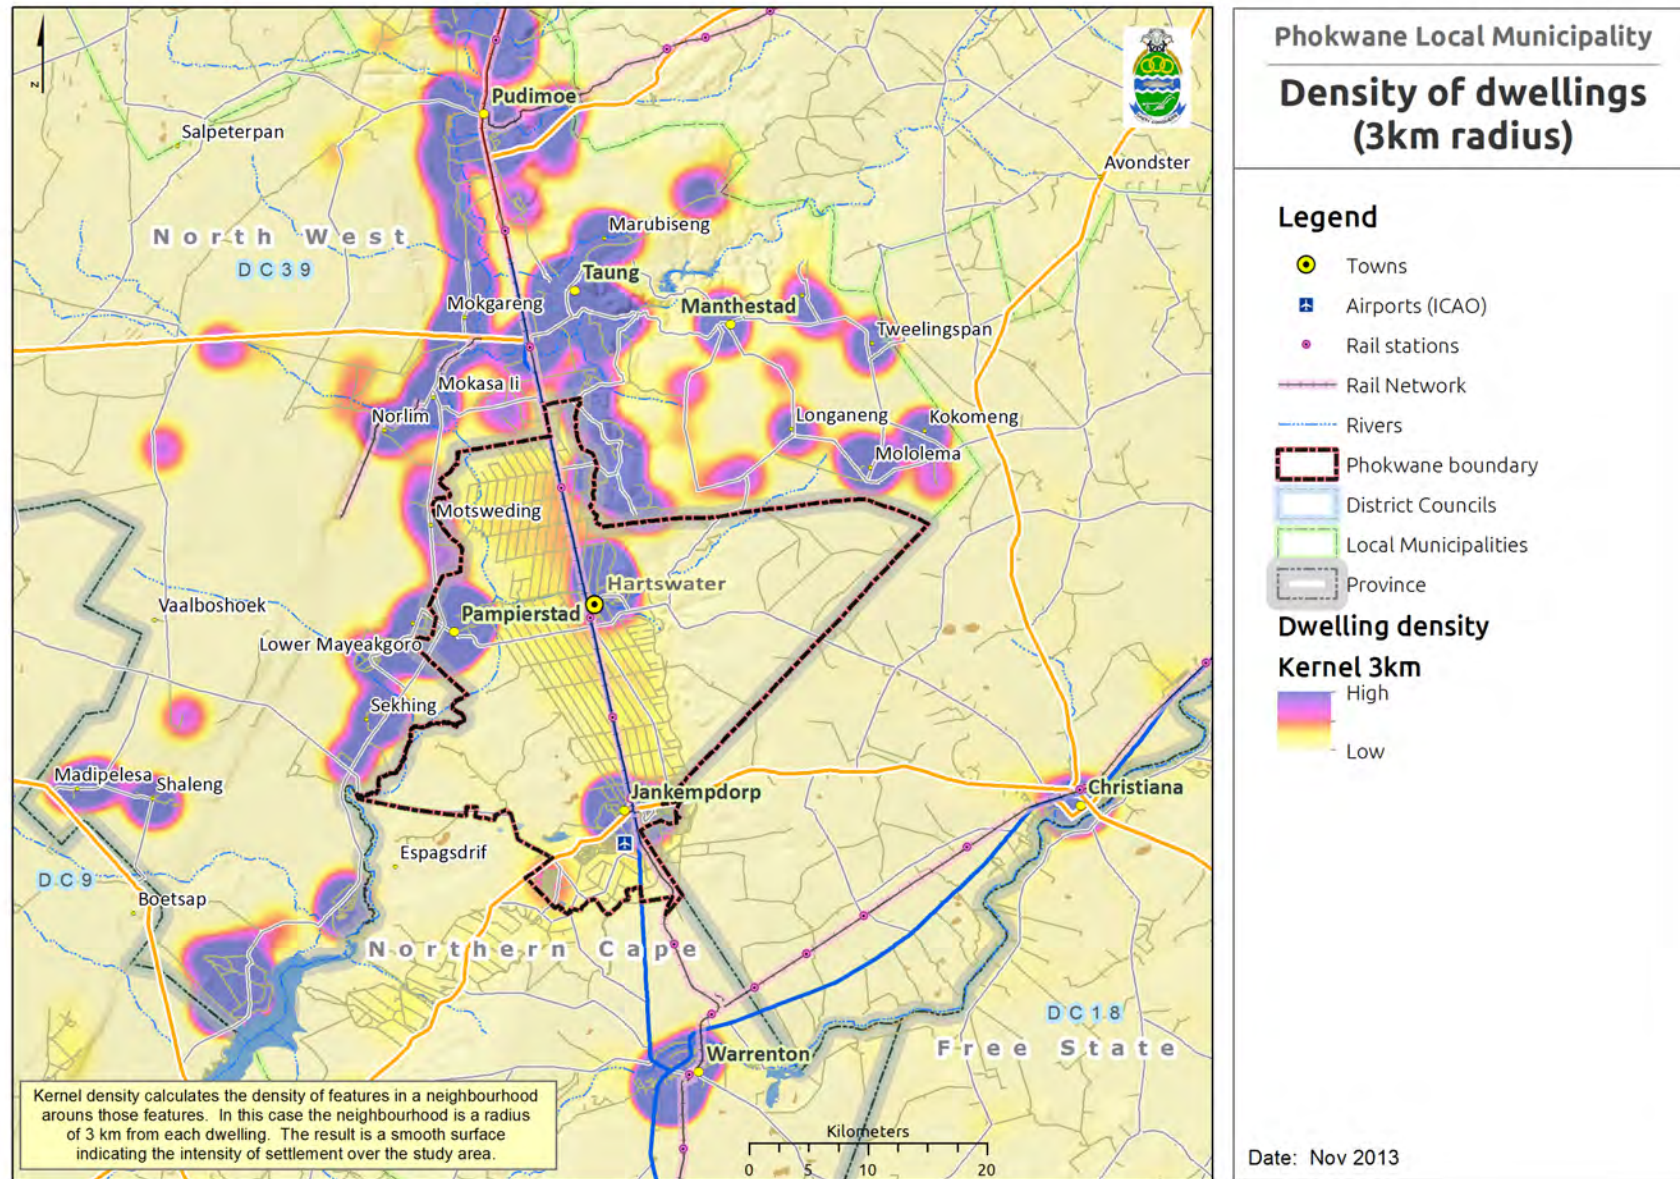 Phokwane Local Municipality
Density of dwellings
(3km radius)
Legend
Towns
Airports (ICAO)
Rail stations
Rail Network
Rivers
Phokwane boundary
District Councils
Local Municipalities
Province
Dwelling density
Kernel 3km
High
Low
Date: Nov 2013
z
Pudimoe
Salpeterpan
Avondster
North West
DC39
Marubiseng
Taung
Mokgareng
Manthestad
Tweelingspan
Mokasa Ii
Norlim
Longaneng
Kokomeng
Mololema
Motsweding
Hartswater
Vaalboshoek
Pampierstad
Lower Mayeakgoro
Sekhing
Madipelesa
Shaleng
Jankempdorp
Christiana
Espagsdrif
DC9
Boetsap
Northern Cape
DC18
Free State
Warrenton
Kernel density calculates the density of features in a neighbourhood
arouns those features. In this case the neighbourhood is a radius
of 3 km from each dwelling. The result is a smooth surface
indicating the intensity of settlement over the study area.
Kilometers
0 5 10 20